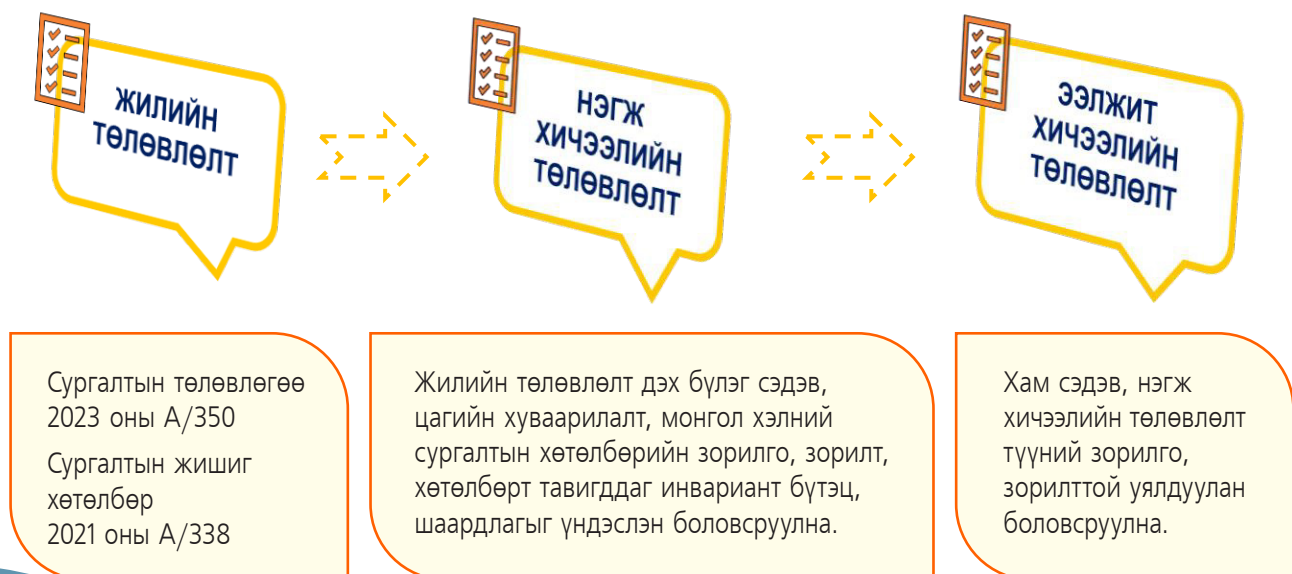 ЖИЛИЙН
ТӨЛӨВЛӨЛТ
НЭГЖ
ХИЧЭЭЛИЙН
ТӨЛӨВЛӨЛТ
ЭЭЛЖИТ
ХИЧЭЭЛИЙН
ТӨЛӨВЛӨЛТ
Сургалтын төлөвлөгөө
2023 оны А/350
Сургалтын жишиг
хөтөлбөр
2021 оны А/338
Жилийн төлөвлөлт дэх бүлэг сэдэв,
цагийн хуваарилалт, монгол хэлний
сургалтын хөтөлбөрийн зорилго, зорилт,
хөтөлбөрт тавигддаг инвариант бүтэц,
шаардлагыг үндэслэн боловсруулна.
Хам сэдэв, нэгж
хичээлийн төлөвлөлт
түүний зорилго,
зорилттой уялдуулан
боловсруулна.